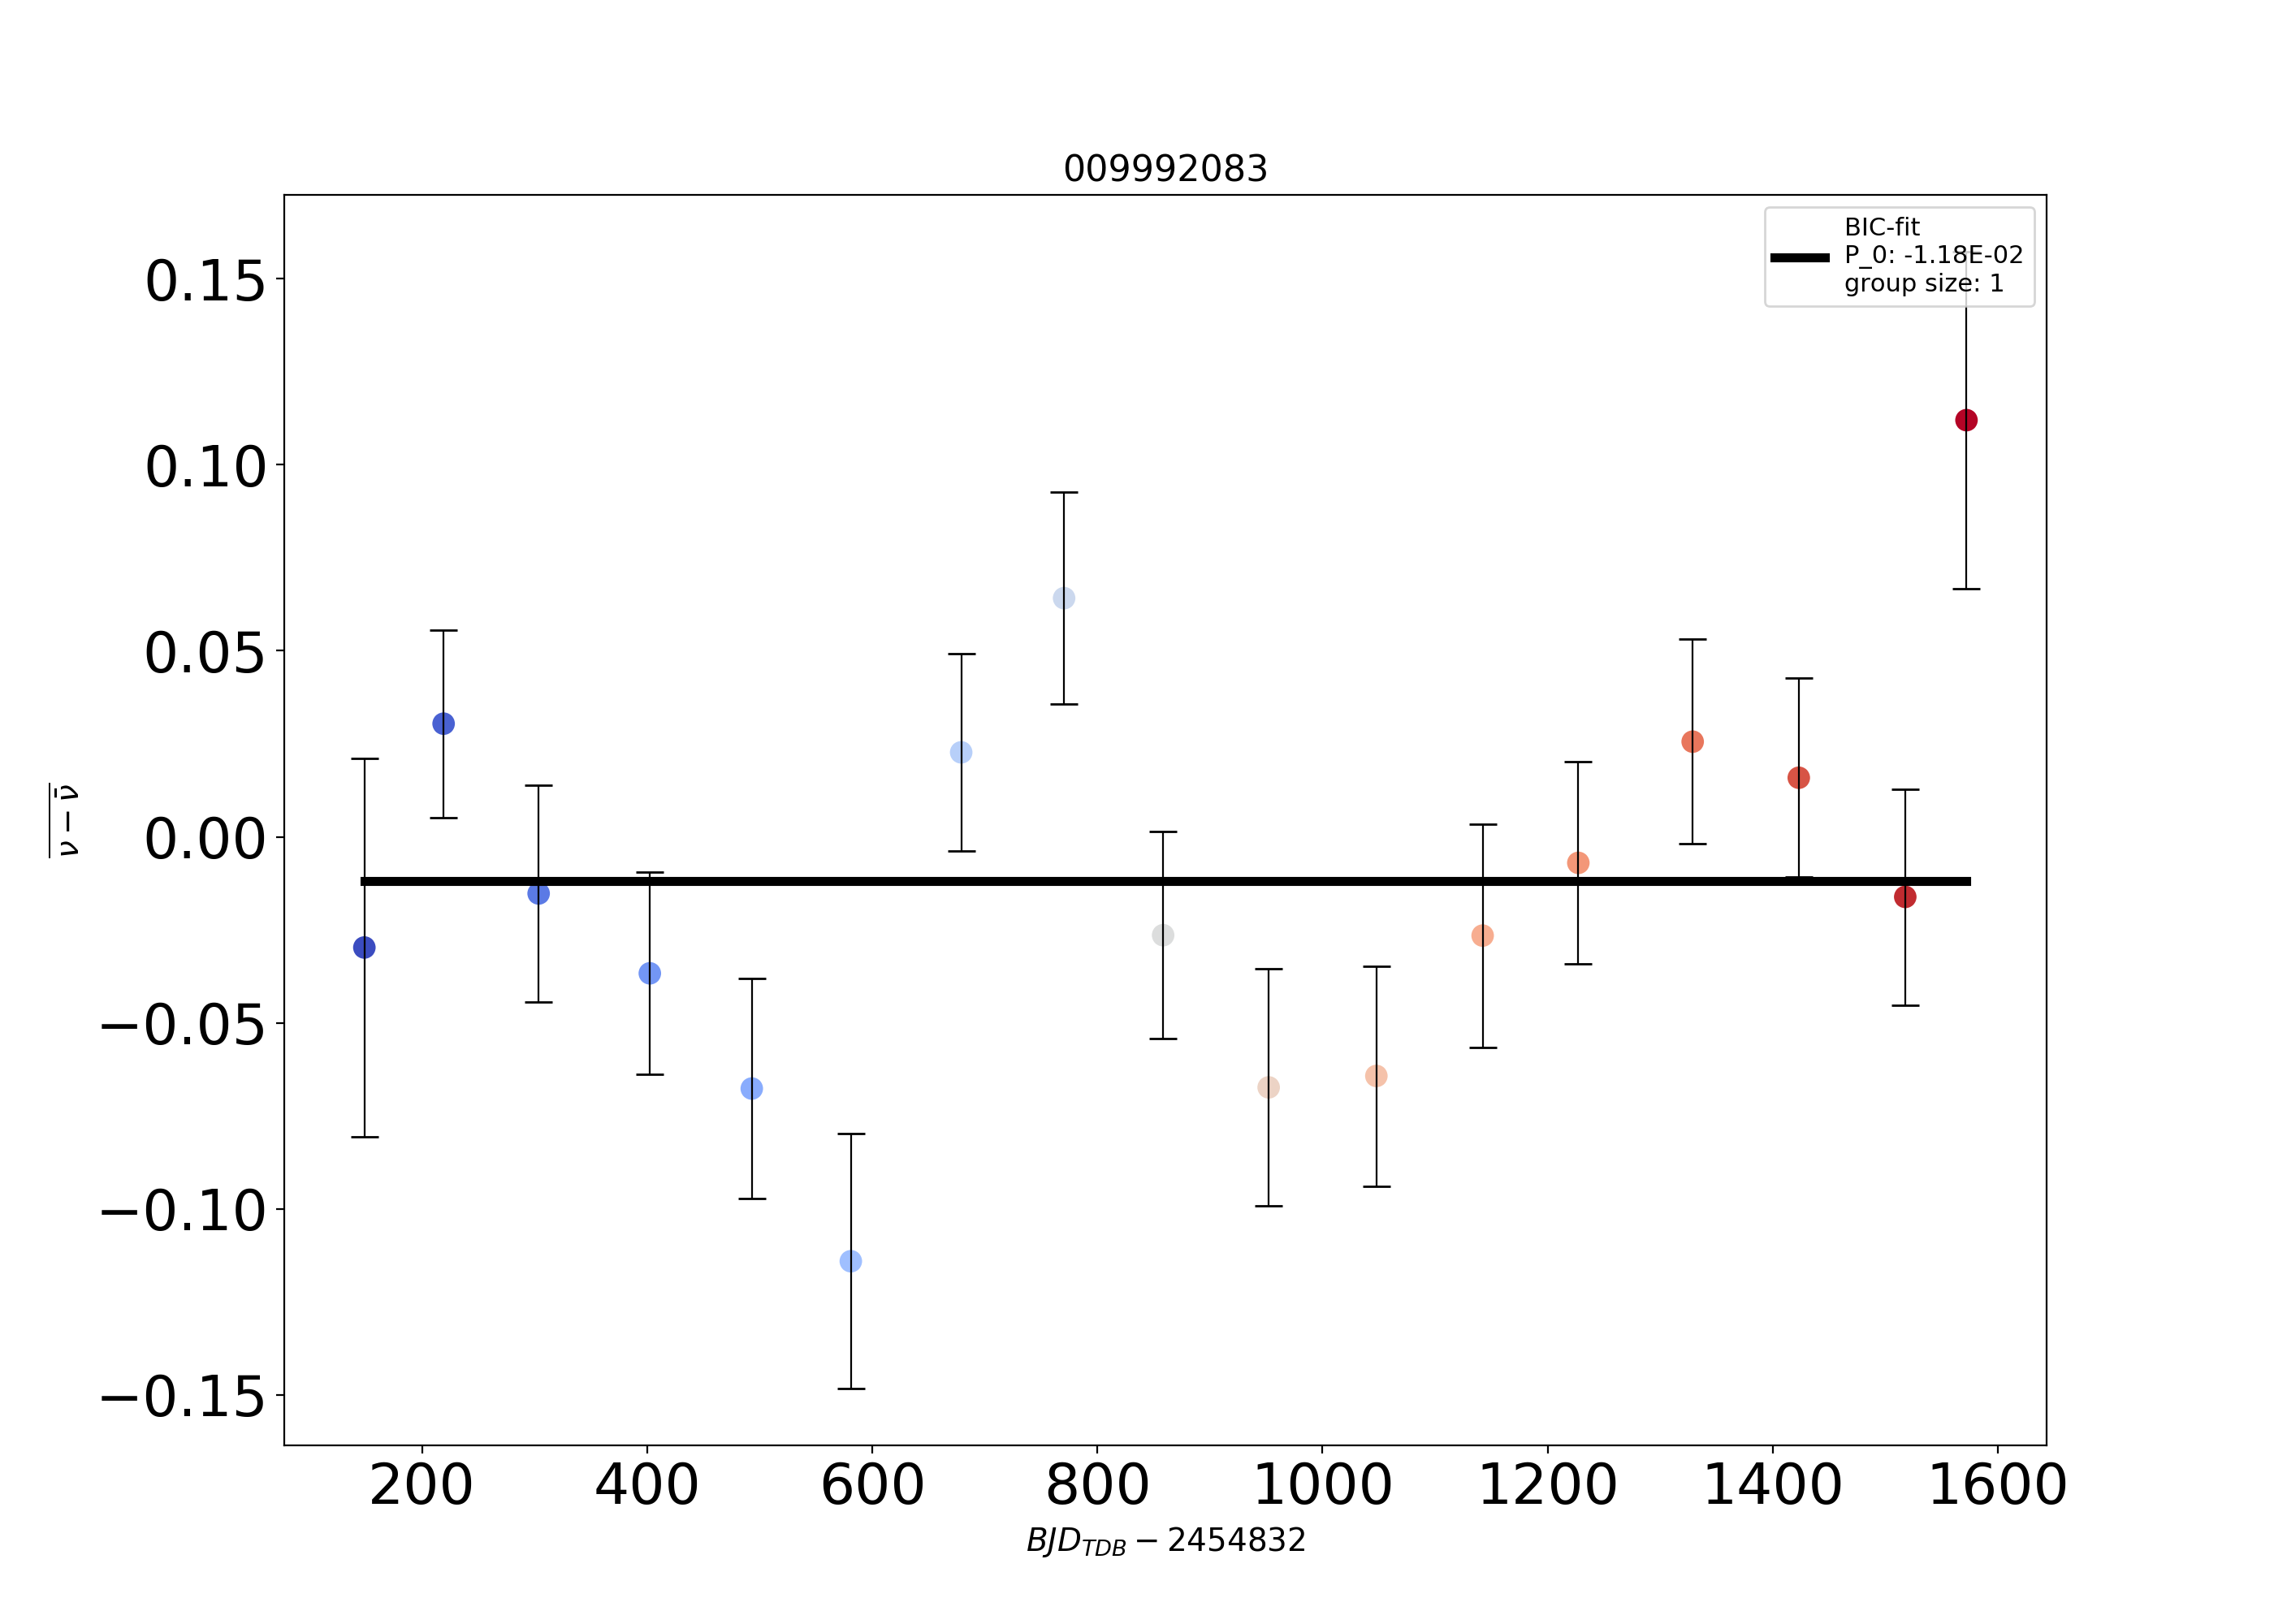 009992083
BIC-fit
P_0: -1.18E-02
group size: 1
0.15
0.10
0.05
0.00
−0.05
−0.10
−0.15
ν − ν̄
200 400 600 800 1000 1200 1400 1600
BJD_TDB − 2454832